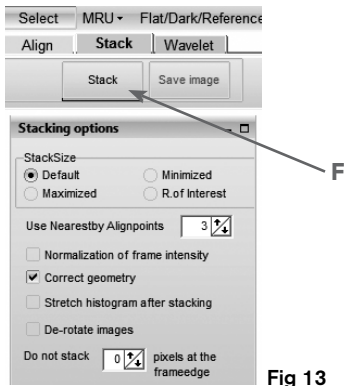 Select MRU Flat/Dark/Reference
Align Stack Wavelet
Stack Save image
F
Stacking options
StackSize
Default Minimized
Maximized R.of Interest
Use Nearestby Alignpoints 3
Normalization of frame intensity
Correct geometry
Stretch histogram after stacking
De-rotate images
Do not stack 0 pixels at the
frameedge
Fig 13